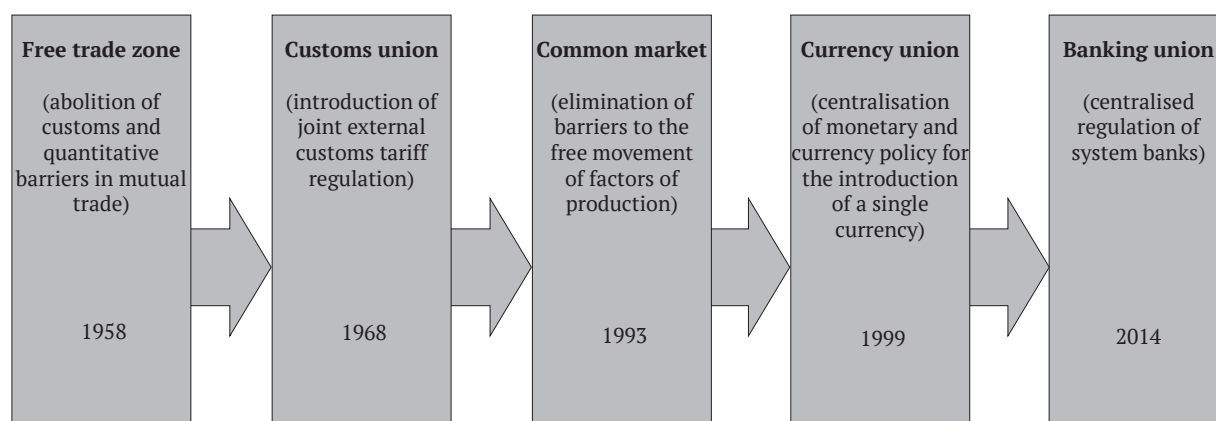 Free trade zone
(abolition of
customs and
quantitative
barriers in mutual
trade)
1958
Customs union
(introduction of
joint external
customs tariff
regulation)
1968
Common market
(elimination of
barriers to the
free movement
of factors of
production)
1993
Currency union
(centralisation
of monetary and
currency policy for
the introduction
of a single
currency)
1999
Banking union
(centralised
regulation of
system banks)
2014